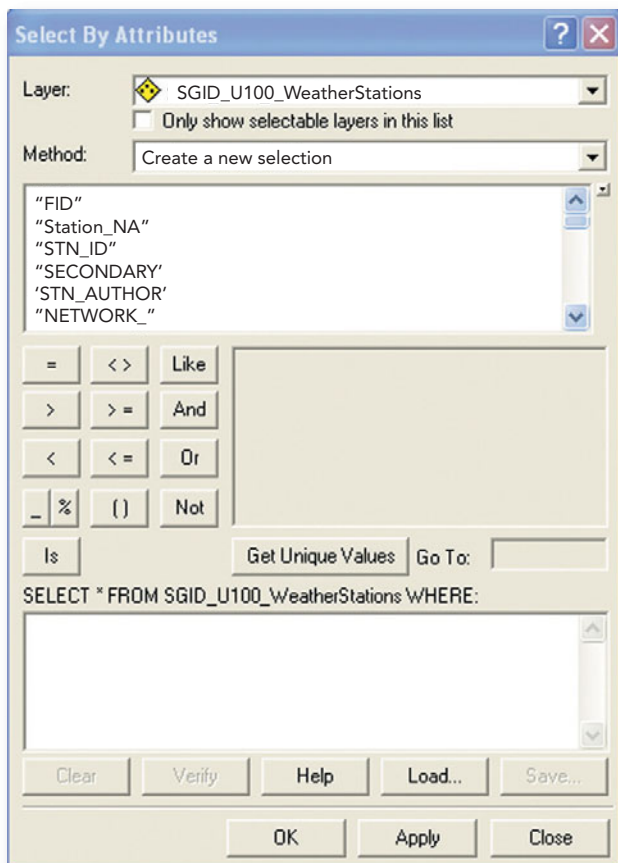 Select By Attributes ?
Layer: SGID_U100_WeatherStations
Only show selectable layers in this list
Method: Create a new selection
“FID”
“Station_NA”
“STN_ID”
“SECONDARY’
‘STN_AUTHOR’
“NETWORK_”
= < > Like
> > = And
< < = Or
_ % ( ) Not
Is Get Unique Values Go To:
SELECT * FROM SGID_U100_WeatherStations WHERE:
Clear Verify Help Load... Save...
OK Apply Close